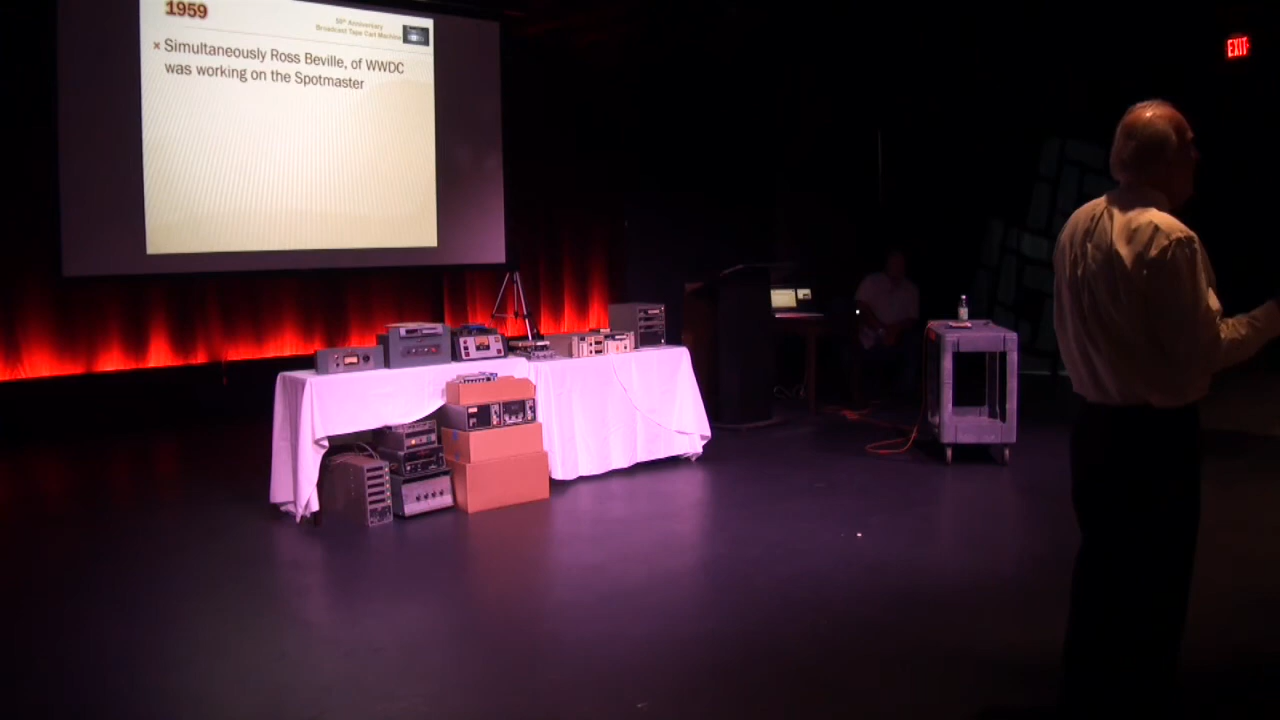 1959
50th Anniversary
Broadcast Tape Cart Machine
× Simultaneously Ross Beville, of WWDC
was working on the Spotmaster
EXIT